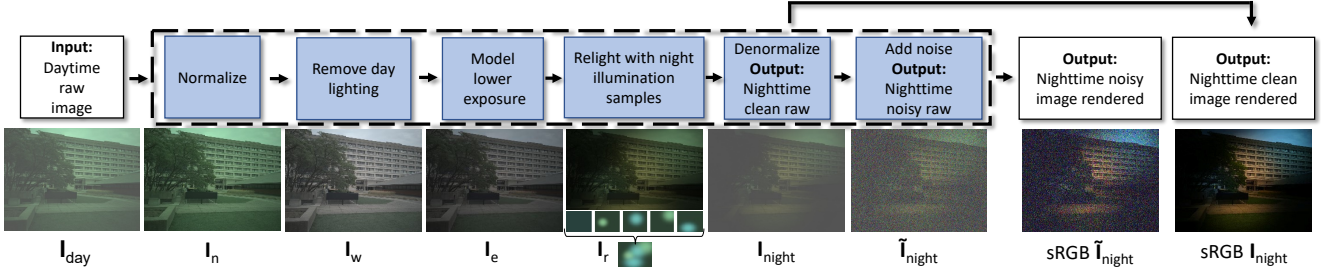 Input:
Daytime
raw
image
Normalize
Remove day
lighting
Model
lower
exposure
Relight with night
illumination
samples
Denormalize
Output:
Nighttime
clean raw
Add noise
Output:
Nighttime
noisy raw
Output:
Nighttime noisy
image rendered
Output:
Nighttime clean
image rendered
I_day
I_n
I_w
I_e
I_r
I_night
Ĩ_night
sRGB Ĩ_night
sRGB I_night